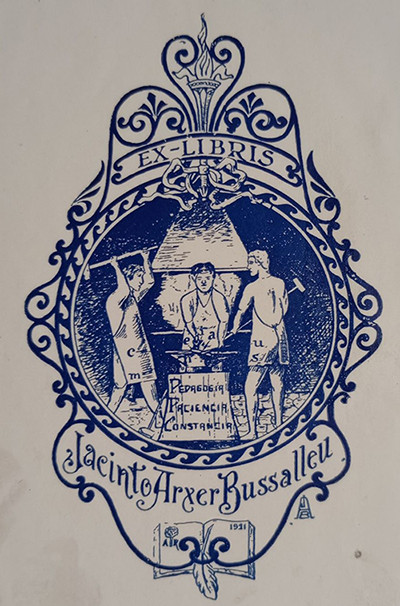 EX-LIBRIS
c
m
e
a
u
s
PEDAGOGIA
PACIENCIA
CONSTANCIA
Jacinto Arxer Bussalleu
1921